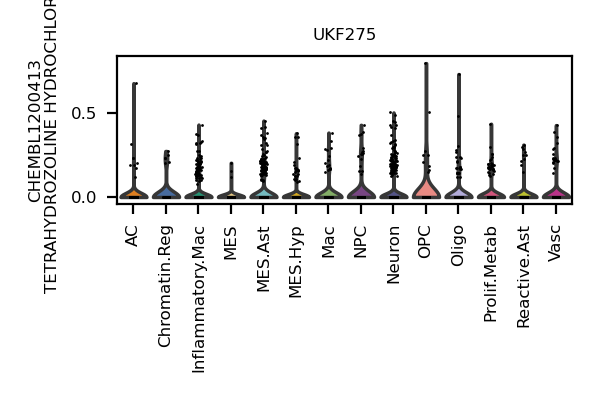 UKF275
CHEMBL1200413
TETRAHYDROZOLINE HYDROCHLOR
0.5
0.0
AC
Chromatin.Reg
Inflammatory.Mac
MES
MES.Ast
MES.Hyp
Mac
NPC
Neuron
OPC
Oligo
Prolif.Metab
Reactive.Ast
Vasc